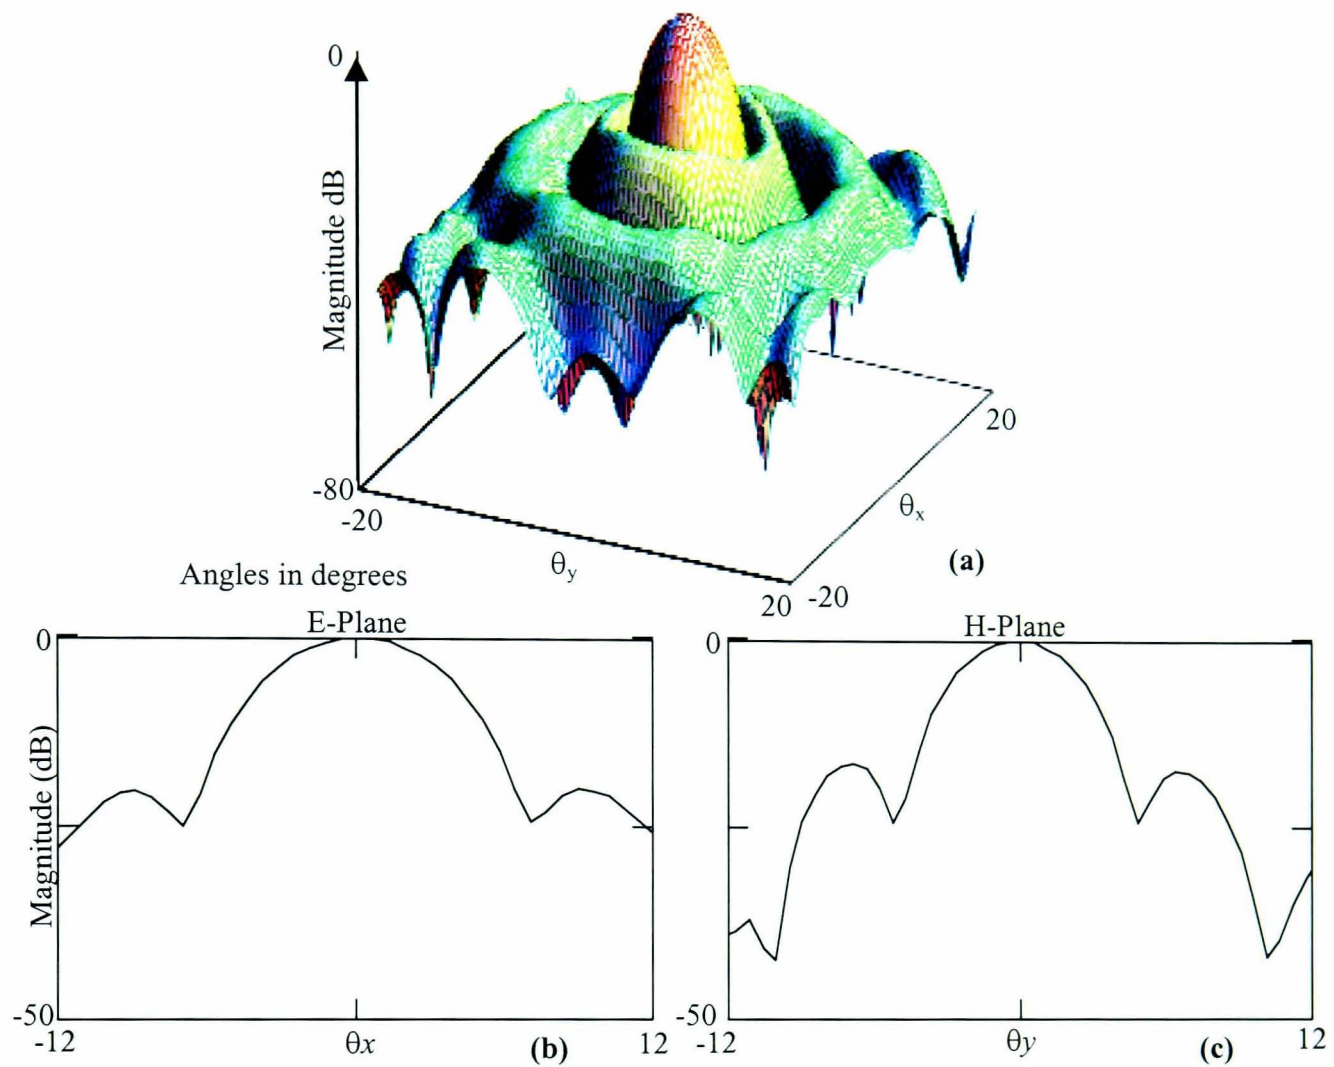 0
Magnitude dB
-80
-20
θy
20
-20
θx
20
(a)
Angles in degrees
E-Plane
0
Magnitude (dB)
-50
-12
θx
(b)
12
H-Plane
0
-50
-12
θy
(c)
12